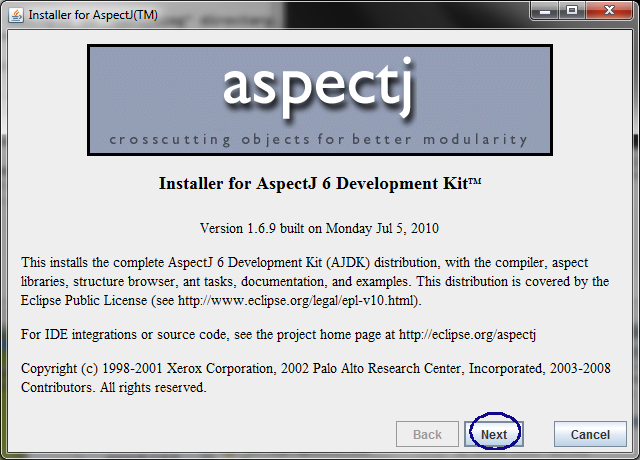 Installer for AspectJ(TM)
aspectj
crosscutting objects for better modularity
Installer for AspectJ 6 Development Kit™
Version 1.6.9 built on Monday Jul 5, 2010
This installs the complete AspectJ 6 Development Kit (AJDK) distribution, with the compiler, aspect
libraries, structure browser, ant tasks, documentation, and examples. This distribution is covered by the
Eclipse Public License (see http://www.eclipse.org/legal/epl-v10.html).
For IDE integrations or source code, see the project home page at http://eclipse.org/aspectj
Copyright (c) 1998-2001 Xerox Corporation, 2002 Palo Alto Research Center, Incorporated, 2003-2008
Contributors. All rights reserved.
Back Next Cancel